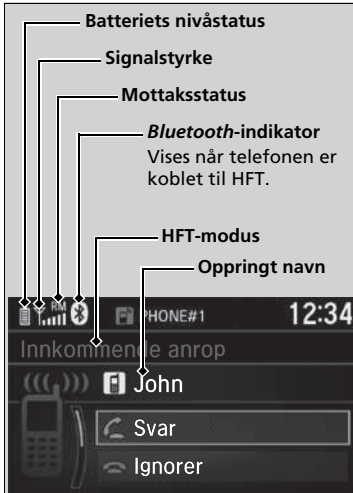 Batteriets nivåstatus
Signalstyrke
Mottaksstatus
Bluetooth-indikator
Vises når telefonen er
koblet til HFT.
HFT-modus
Oppringt navn
RM
PHONE#1
12:34
Innkommende anrop
John
Svar
Ignorer